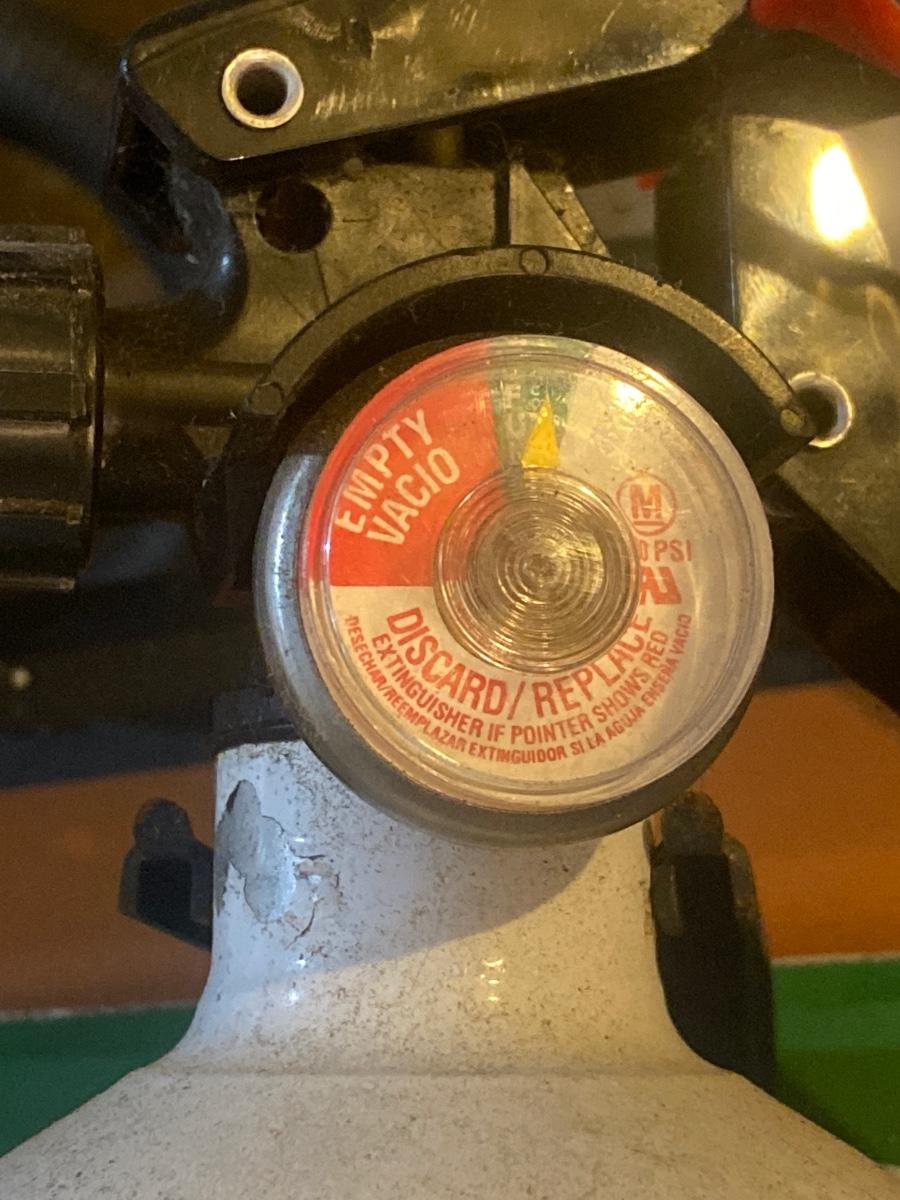 EMPTY
VACIO
M
PSI
DISCARD/REPLACE
EXTINGUISHER IF POINTER SHOWS RED
DESECHAR/REEMPLAZAR EXTINGUIDOR SI LA AGUJA ENSEÑA VACIO